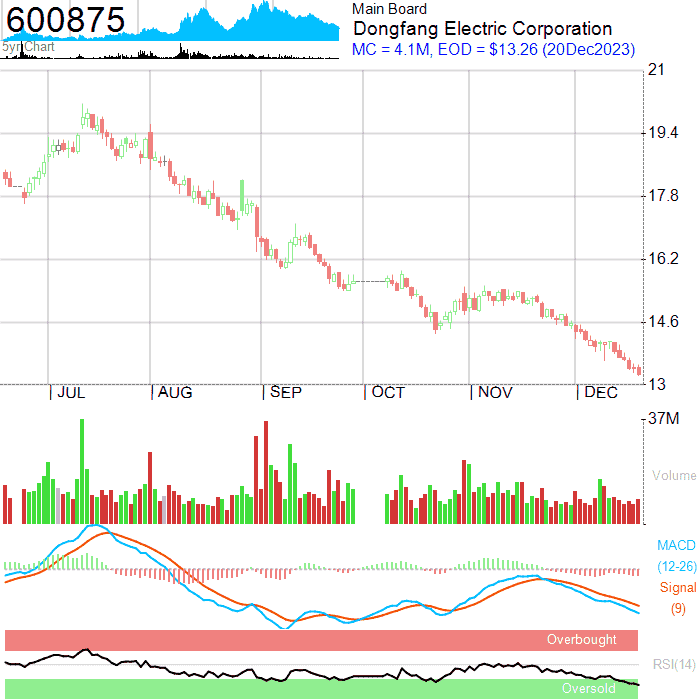 600875
5yr Chart
Main Board
Dongfang Electric Corporation
MC = 4.1M, EOD = $13.26 (20Dec2023)
21
19.4
17.8
16.2
14.6
13
JUL AUG SEP OCT NOV DEC
37M
Volume
MACD
(12-26)
Signal
(9)
Overbought
RSI(14)
Oversold